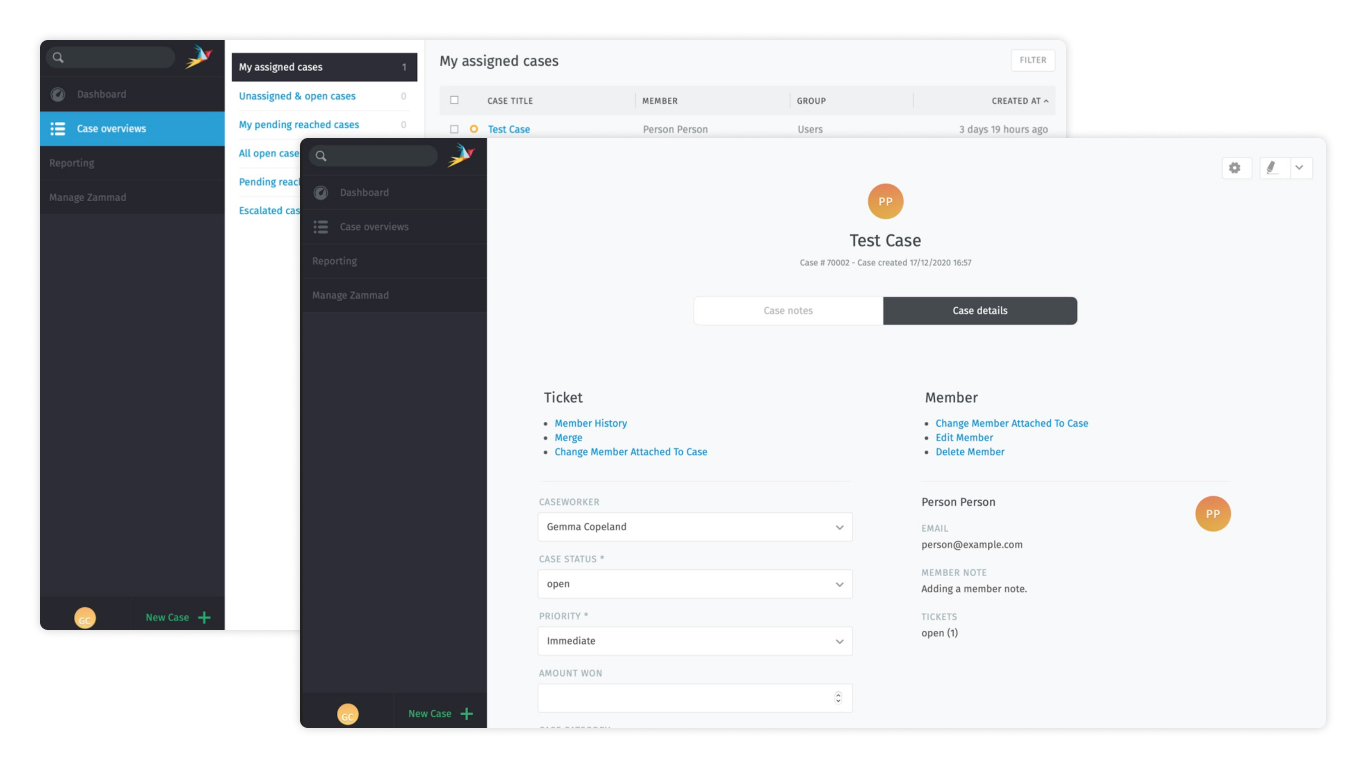 Dashboard
Case overviews
Reporting
Manage Zammad
GC
New Case
My assigned cases 1
Unassigned & open cases 0
My pending reached cases 0
All open case
Pending reac
Escalated cas
My assigned cases
FILTER
CASE TITLE MEMBER GROUP CREATED AT
Test Case Person Person Users 3 days 19 hours ago
Dashboard
Case overviews
Reporting
Manage Zammad
GC
New Case
PP
Test Case
Case # 70002 - Case created 17/12/2020 16:57
Case notes Case details
Ticket
• Member History
• Merge
• Change Member Attached To Case
CASEWORKER
Gemma Copeland
CASE STATUS *
open
PRIORITY *
Immediate
AMOUNT WON
Member
• Change Member Attached To Case
• Edit Member
• Delete Member
Person Person
PP
EMAIL
person@example.com
MEMBER NOTE
Adding a member note.
TICKETS
open (1)